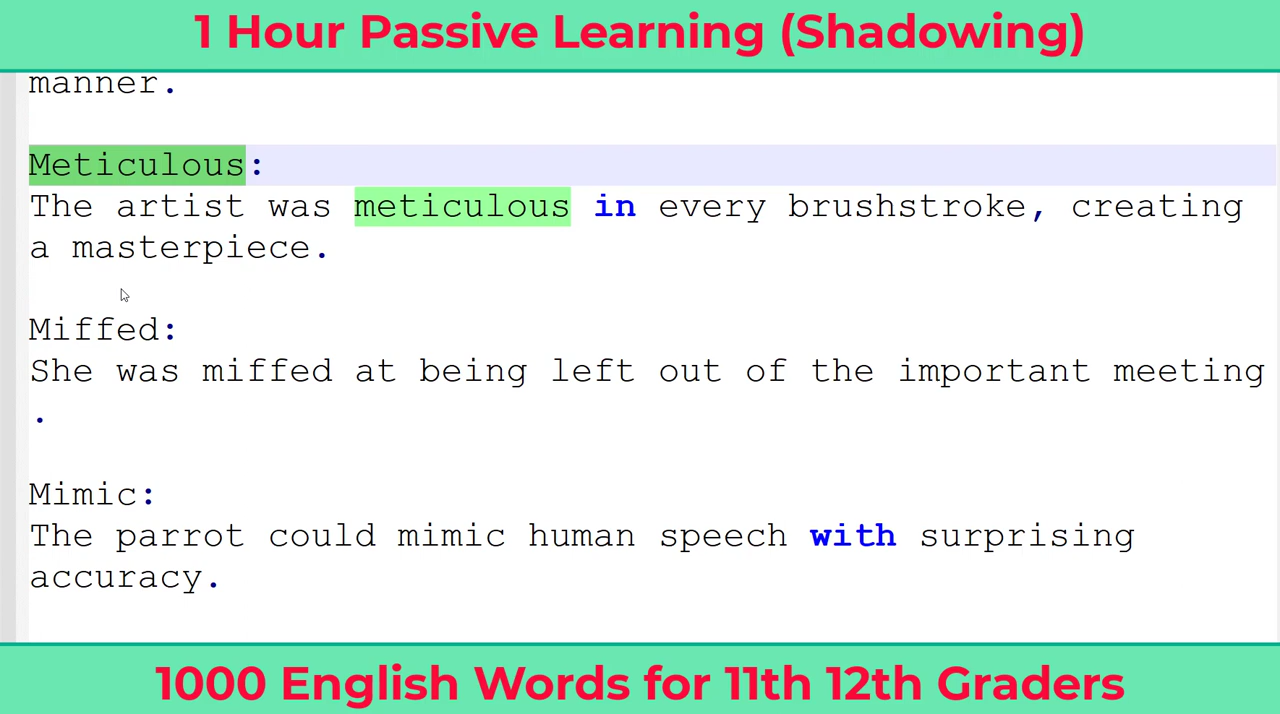 1 Hour Passive Learning (Shadowing)
manner.
Meticulous:
The artist was meticulous in every brushstroke, creating
a masterpiece.
Miffed:
She was miffed at being left out of the important meeting
.
Mimic:
The parrot could mimic human speech with surprising
accuracy.
1000 English Words for 11th 12th Graders